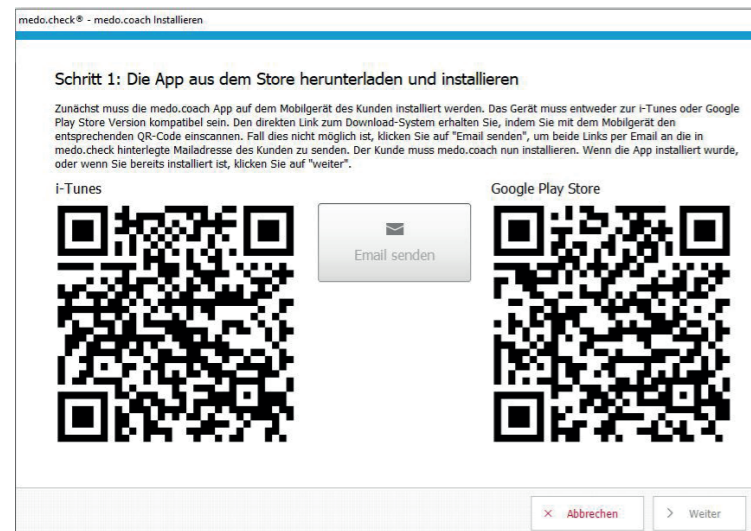 medo.check® - medo.coach Installieren
Schritt 1: Die App aus dem Store herunterladen und installieren
Zunächst muss die medo.coach App auf dem Mobilgerät des Kunden installiert werden. Das Gerät muss entweder zur i-Tunes oder Google
Play Store Version kompatibel sein. Den direkten Link zum Download-System erhalten Sie, indem Sie mit dem Mobilgerät den
entsprechenden QR-Code einscannen. Fall dies nicht möglich ist, klicken Sie auf "Email senden", um beide Links per Email an die in
medo.check hinterlegte Mailadresse des Kunden zu senden. Der Kunde muss medo.coach nun installieren. Wenn die App installiert wurde,
oder wenn Sie bereits installiert ist, klicken Sie auf "weiter".
i-Tunes
Google Play Store
Email senden
Abbrechen
Weiter